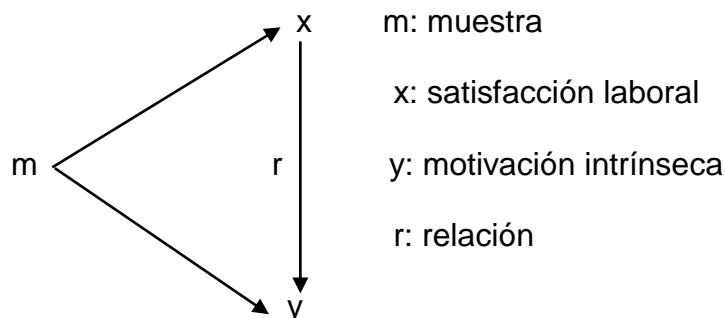 x m: muestra
x: satisfacción laboral
m r y: motivación intrínseca
r: relación
y